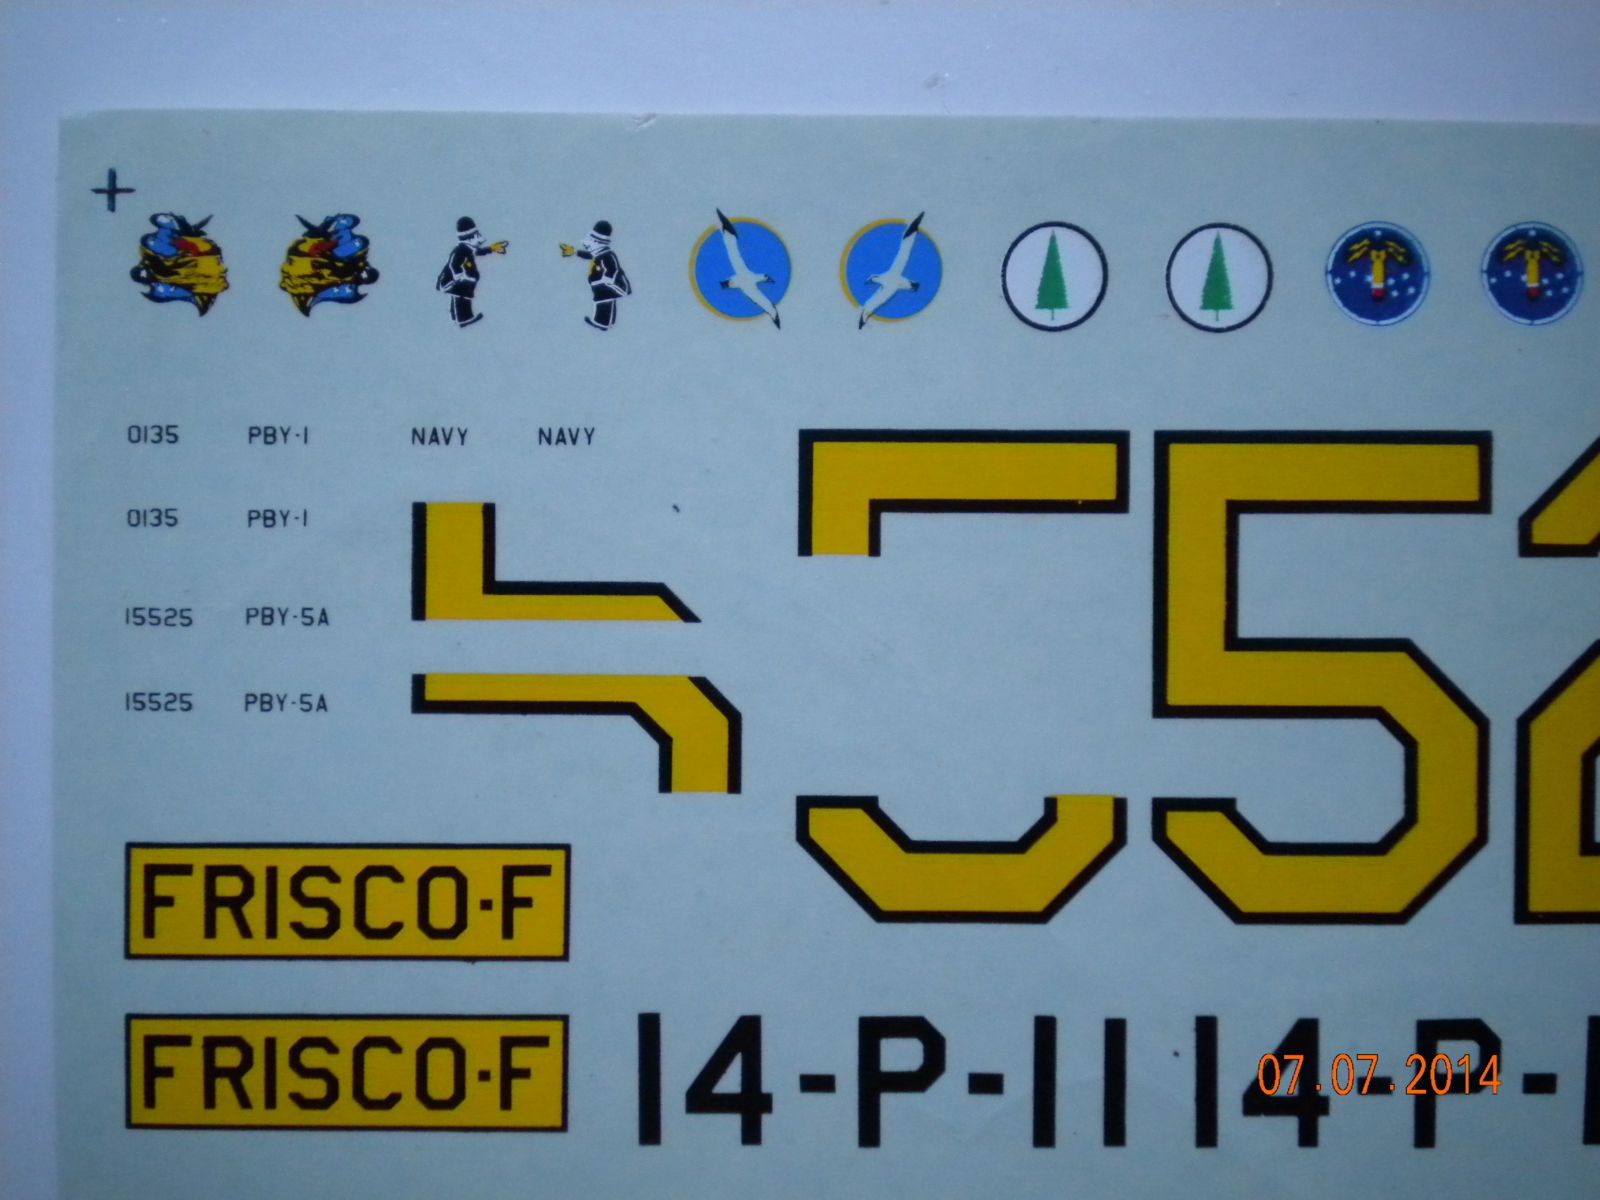 0135 PBY-1 NAVY NAVY
0135 PBY-1
15525 PBY-5A
15525 PBY-5A
52
FRISCO-F
FRISCO-F
14-P-11 14-P-
07.07.2014